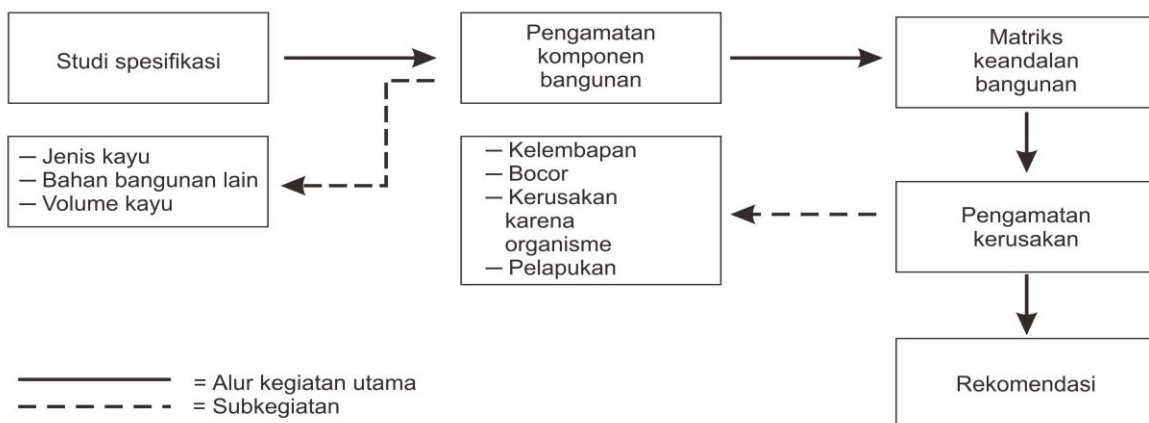 Studi spesifikasi
Pengamatan
komponen
bangunan
Matriks
keandalan
bangunan
— Jenis kayu
— Bahan bangunan lain
— Volume kayu
— Kelembapan
— Bocor
— Kerusakan
karena
organisme
— Pelapukan
Pengamatan
kerusakan
Rekomendasi
= Alur kegiatan utama
= Subkegiatan